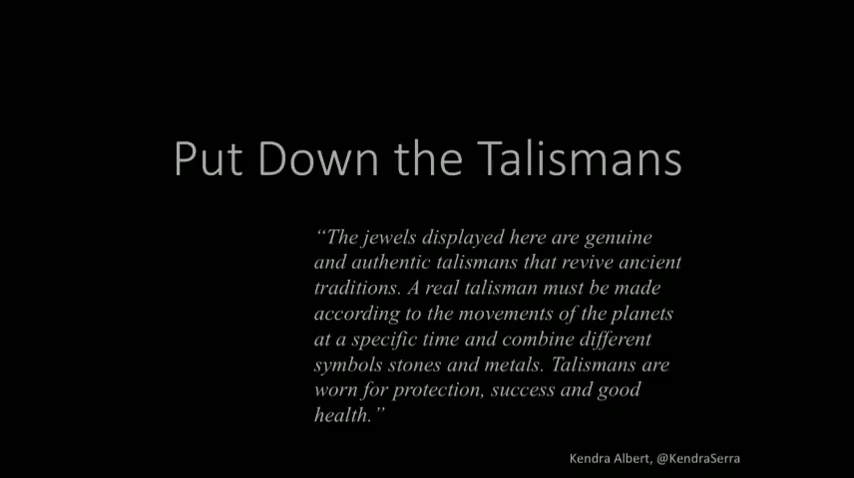 Put Down the Talismans
“The jewels displayed here are genuine
and authentic talismans that revive ancient
traditions. A real talisman must be made
according to the movements of the planets
at a specific time and combine different
symbols stones and metals. Talismans are
worn for protection, success and good
health.”
Kendra Albert, @KendraSerra